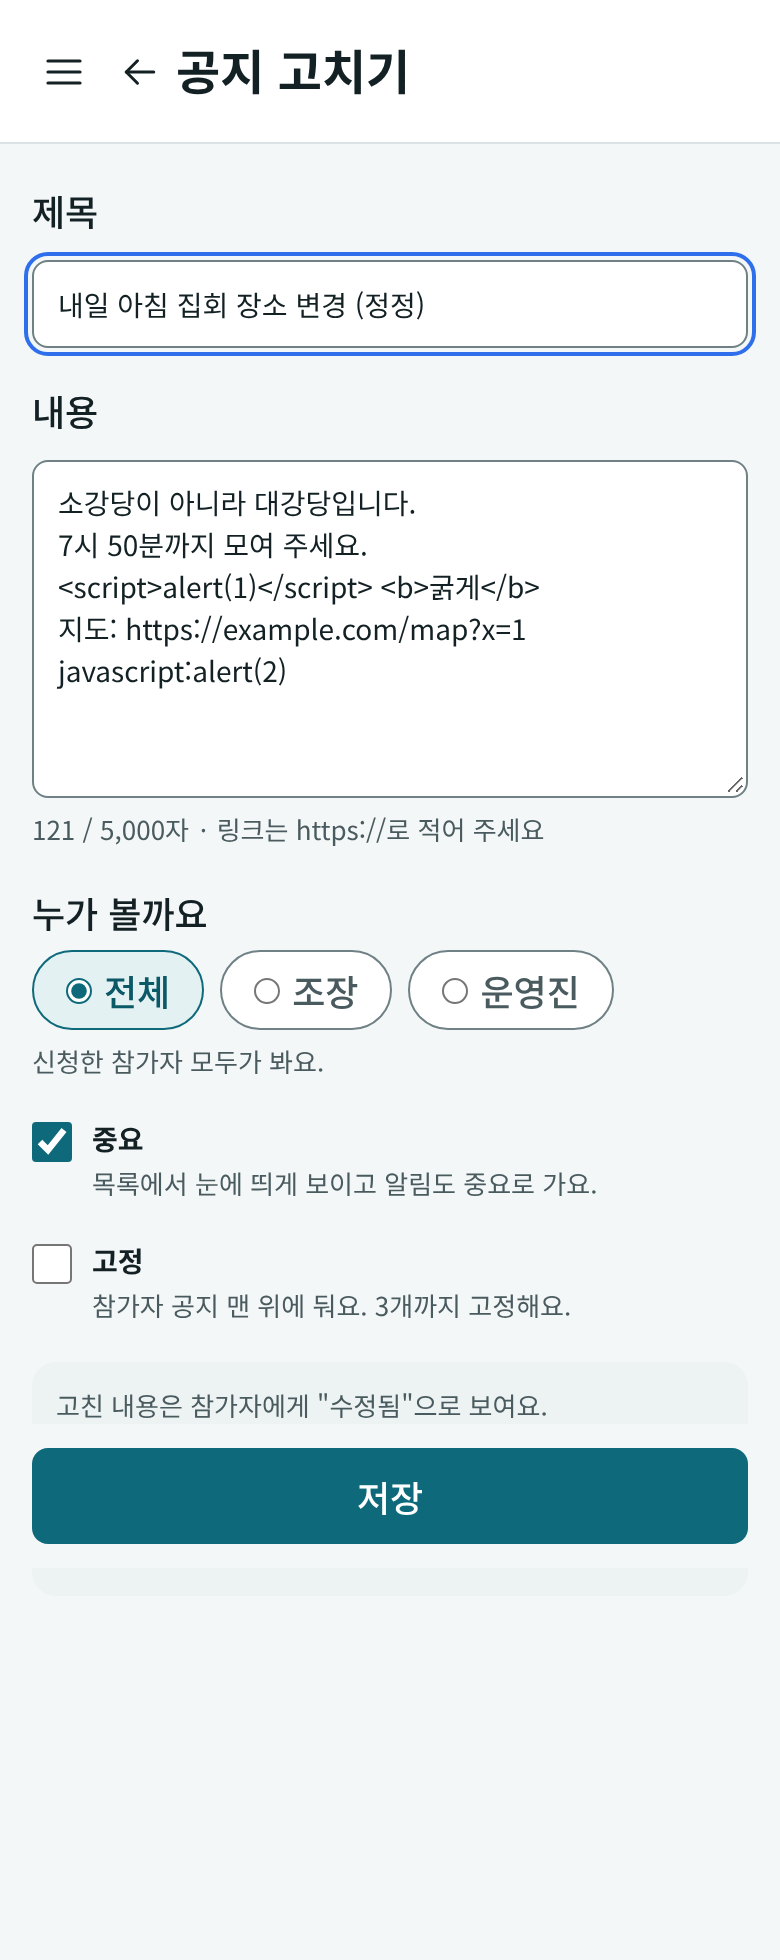 공지 고치기
제목
내일 아침 집회 장소 변경 (정정)
내용
소강당이 아니라 대강당입니다.
7시 50분까지 모여 주세요.
<script>alert(1)</script> <b>굵게</b>
지도: https://example.com/map?x=1
javascript:alert(2)
121 / 5,000자 · 링크는 https://로 적어 주세요
누가 볼까요
전체 조장 운영진
신청한 참가자 모두가 봐요.
중요
목록에서 눈에 띄게 보이고 알림도 중요로 가요.
고정
참가자 공지 맨 위에 둬요. 3개까지 고정해요.
고친 내용은 참가자에게 "수정됨"으로 보여요.
저장